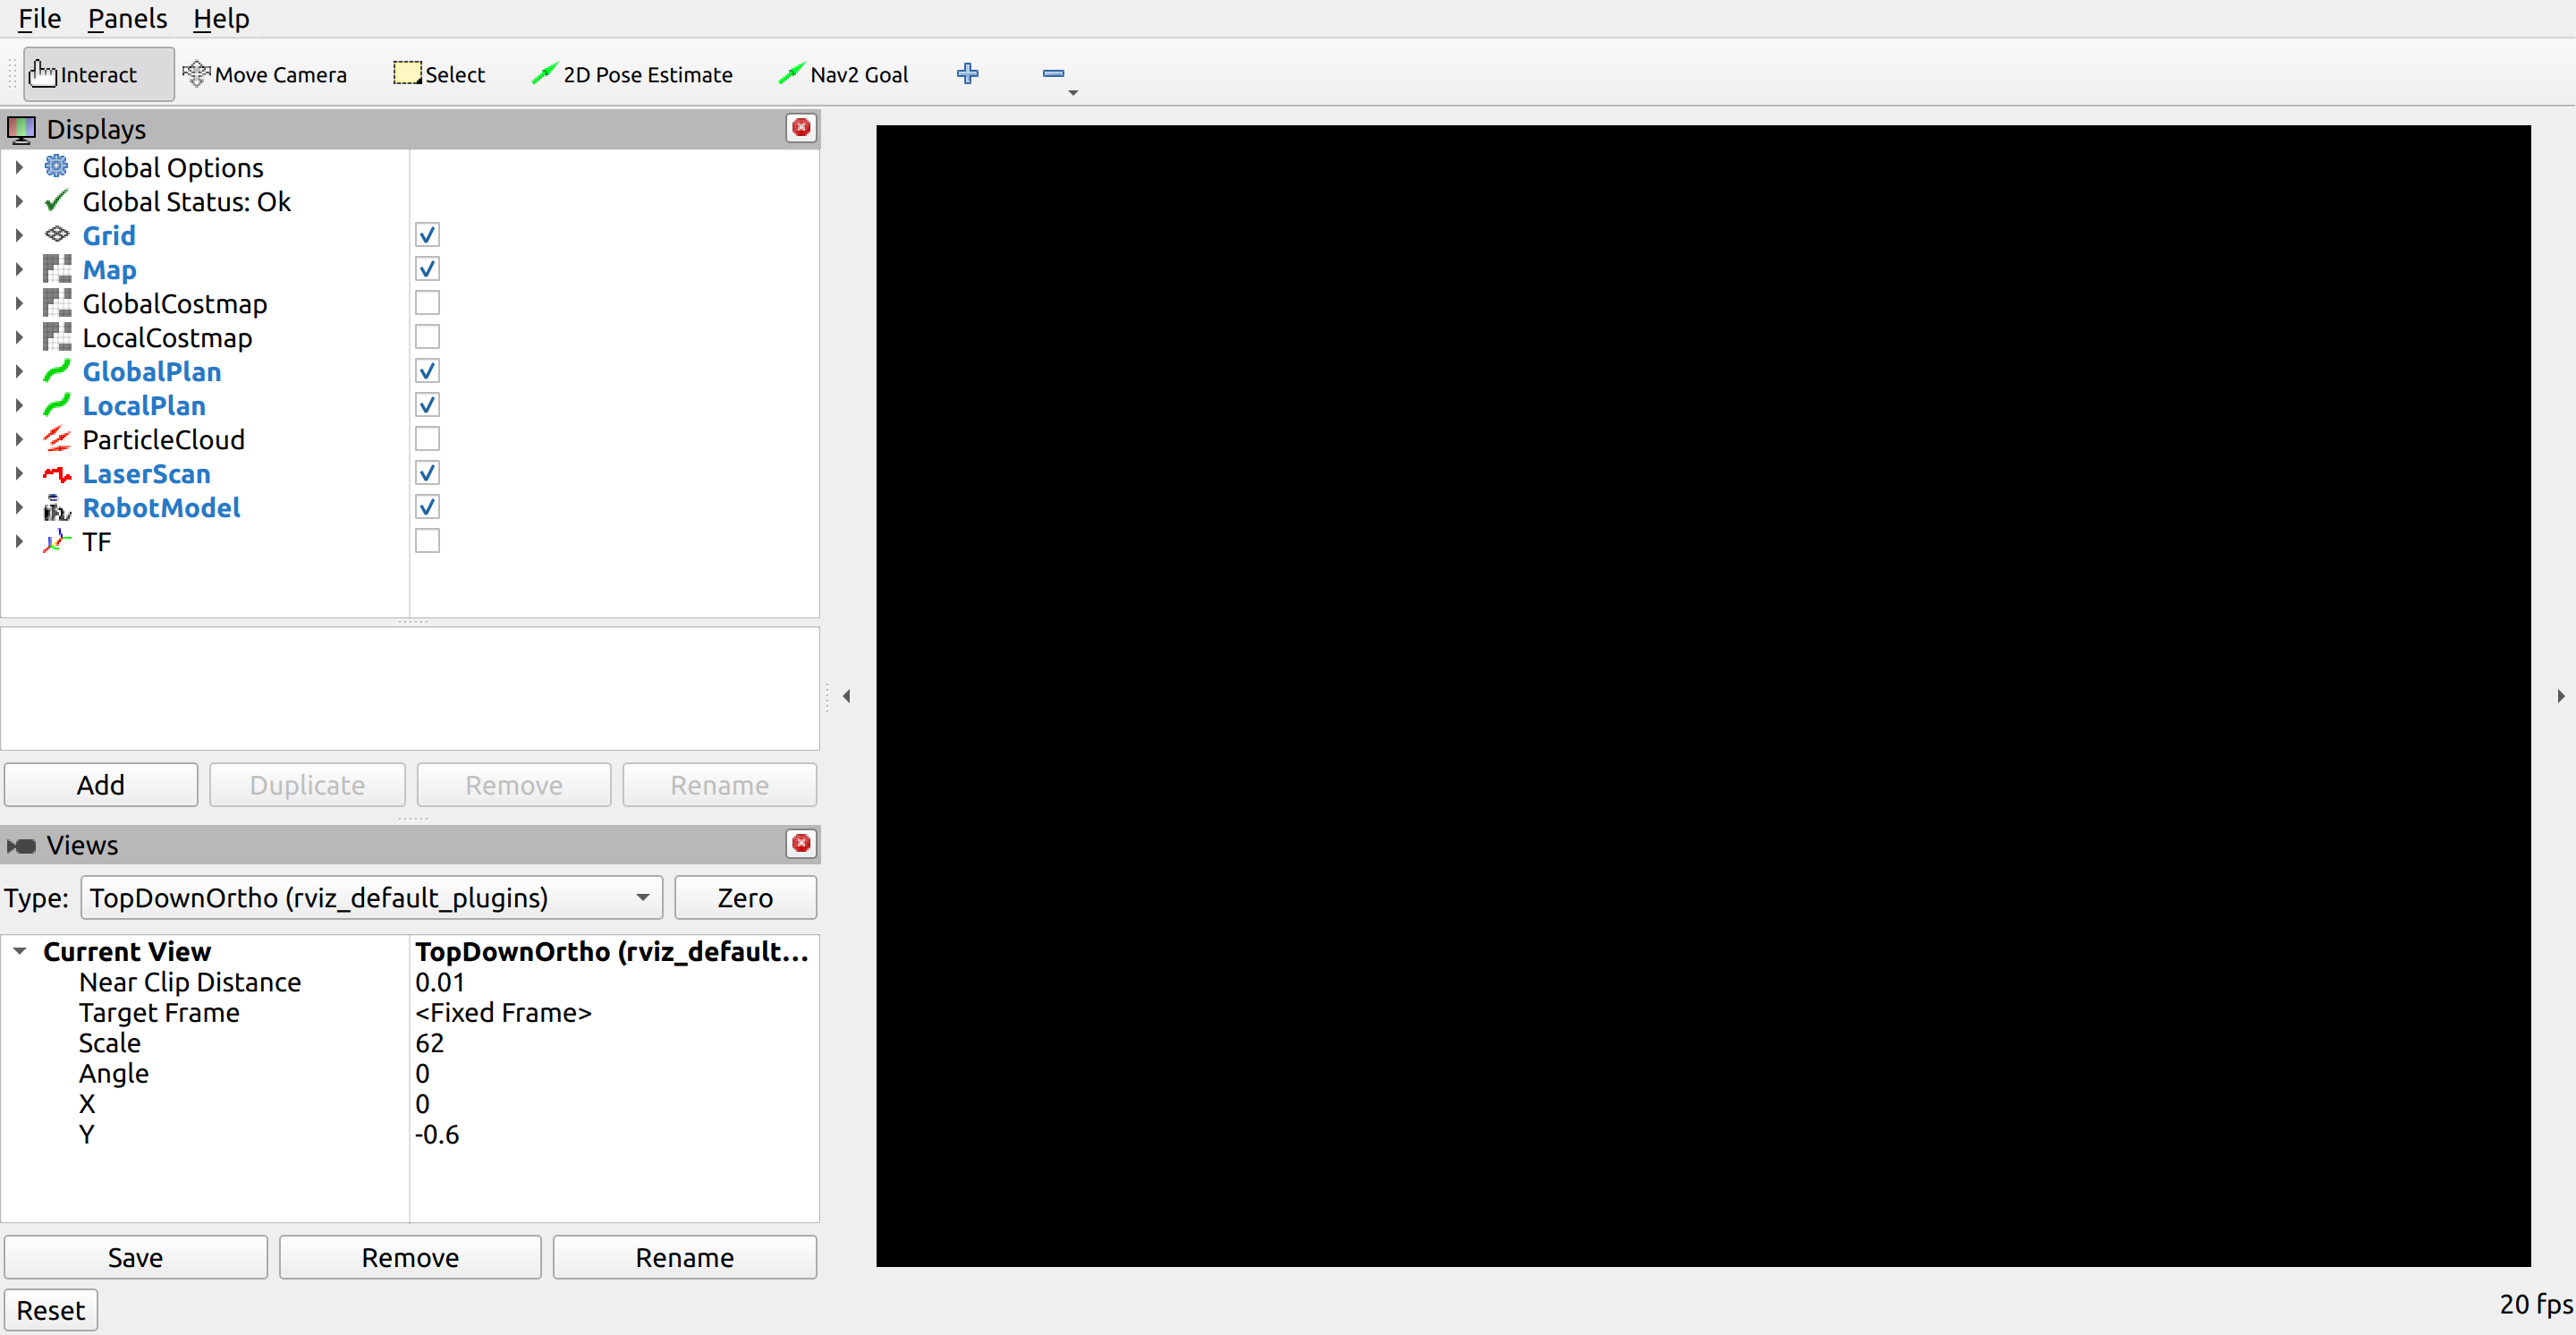 File Panels Help
Interact Move Camera Select 2D Pose Estimate Nav2 Goal
Displays
Global Options
Global Status: Ok
Grid
Map
GlobalCostmap
LocalCostmap
GlobalPlan
LocalPlan
ParticleCloud
LaserScan
RobotModel
TF
Add Duplicate Remove Rename
Views
Type: TopDownOrtho (rviz_default_plugins) Zero
Current View TopDownOrtho (rviz_default...
Near Clip Distance 0.01
Target Frame <Fixed Frame>
Scale 62
Angle 0
X 0
Y -0.6
Save Remove Rename
Reset
20 fps